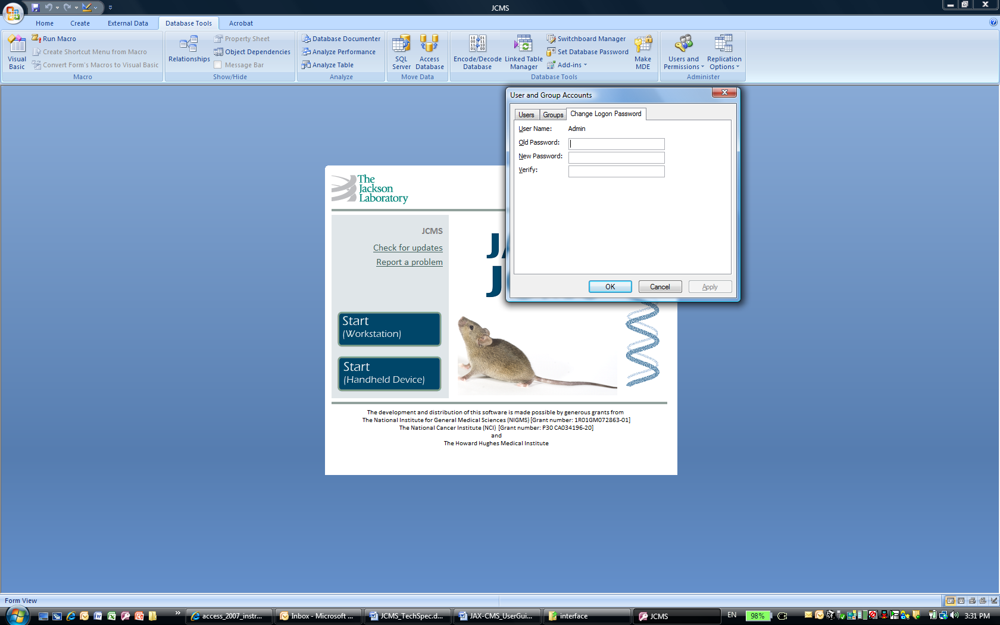 JCMS
Home
Create
External Data
Database Tools
Acrobat
Visual
Basic
Run Macro
Create Shortcut Menu from Macro
Convert Form's Macros to Visual Basic
Macro
Relationships
Property Sheet
Object Dependencies
Message Bar
Show/Hide
Database Documenter
Analyze Performance
Analyze Table
Analyze
SQL
Server
Access
Database
Move Data
Encode/Decode
Database
Linked Table
Manager
Switchboard Manager
Set Database Password
Add-ins
Make
MDE
Database Tools
Users and
Permissions
Replication
Options
Administer
User and Group Accounts
Users
Groups
Change Logon Password
User Name: Admin
Old Password:
New Password:
Verify:
OK
Cancel
Apply
The
Jackson
Laboratory
JCMS
Check for updates
Report a problem
J
J
Start
(Workstation)
Start
(Handheld Device)
The development and distribution of this software is made possible by generous grants from
The National Institute for General Medical Sciences (NIGMS) [Grant number: 1R01GM072863-01]
The National Cancer Institute (NCI) [Grant number: P30 CA034196-20]
and
The Howard Hughes Medical Institute
Form View
access_2007_instr...
Inbox - Microsoft ...
JCMS_TechSpec.d...
JAX-CMS_UserGui...
interface
JCMS
EN
98%
3:31 PM